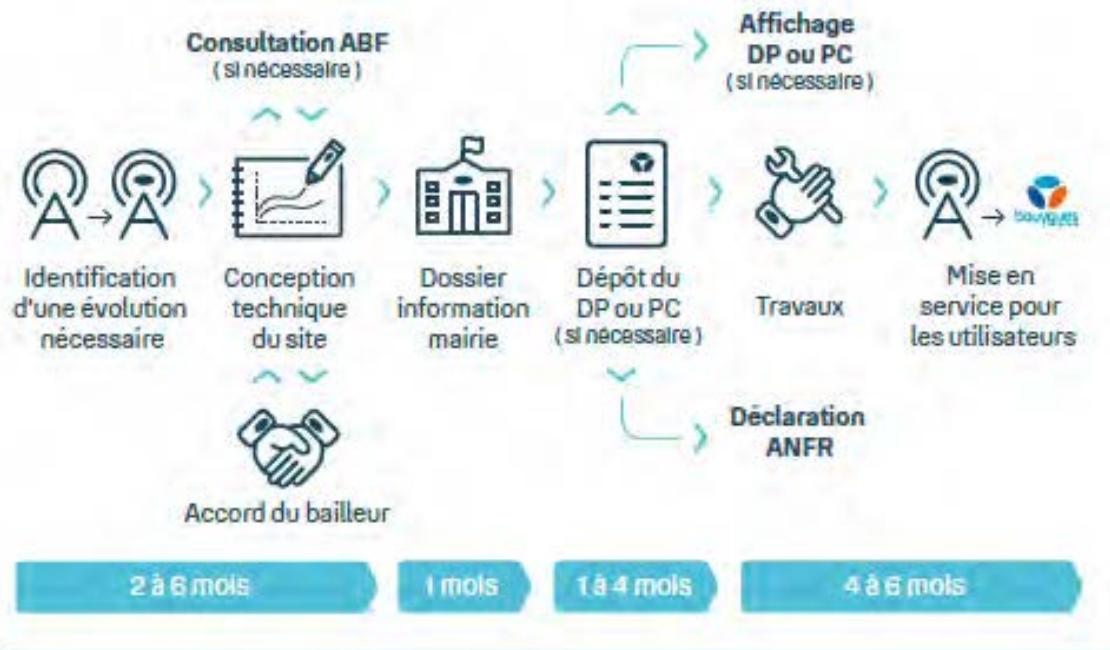 Consultation ABF
(si nécessaire)
Affichage
DP ou PC
(si nécessaire)
Identification
d'une évolution
nécessaire
Conception
technique
du site
Dossier
information
mairie
Dépôt du
DP ou PC
(si nécessaire)
Travaux
bouygues
Mise en
service pour
les utilisateurs
Accord du bailleur
Déclaration
ANFR
2 à 6 mois
1 mois
1 à 4 mois
4 à 6 mois